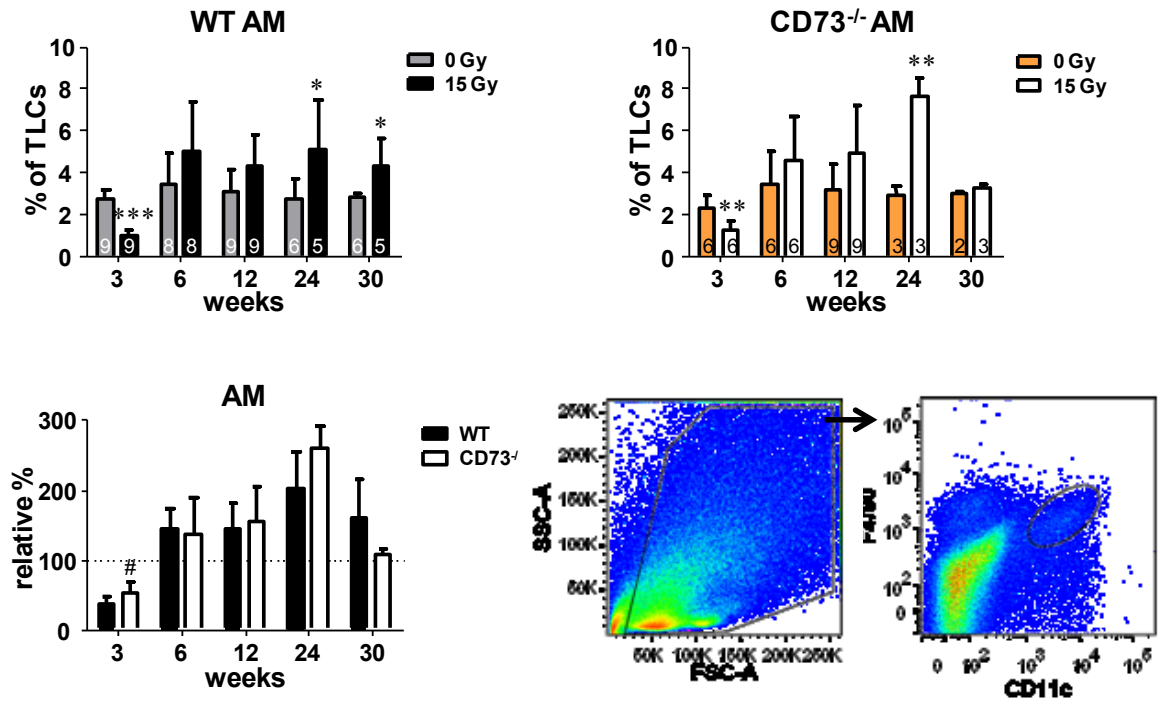 WT AM
10
8
6
4
2
0
% of TLCs
0 Gy
15 Gy
***
*
*
9 9 8 8 9 9 6 5 6 5
3 6 12 24 30
weeks
CD73-/- AM
10
8
6
4
2
0
% of TLCs
0 Gy
15 Gy
**
**
6 6 6 6 9 9 3 3 2 3
3 6 12 24 30
weeks
AM
300
200
100
0
relative %
WT
CD73-/
#
3 6 12 24 30
weeks
250K
200K
150K
100K
50K
SSC-A
50K 100K 150K 200K 250K
FSC-A
10^5
10^4
10^3
10^2
0
F4/80
0 10^2 10^3 10^4 10^5
CD11c